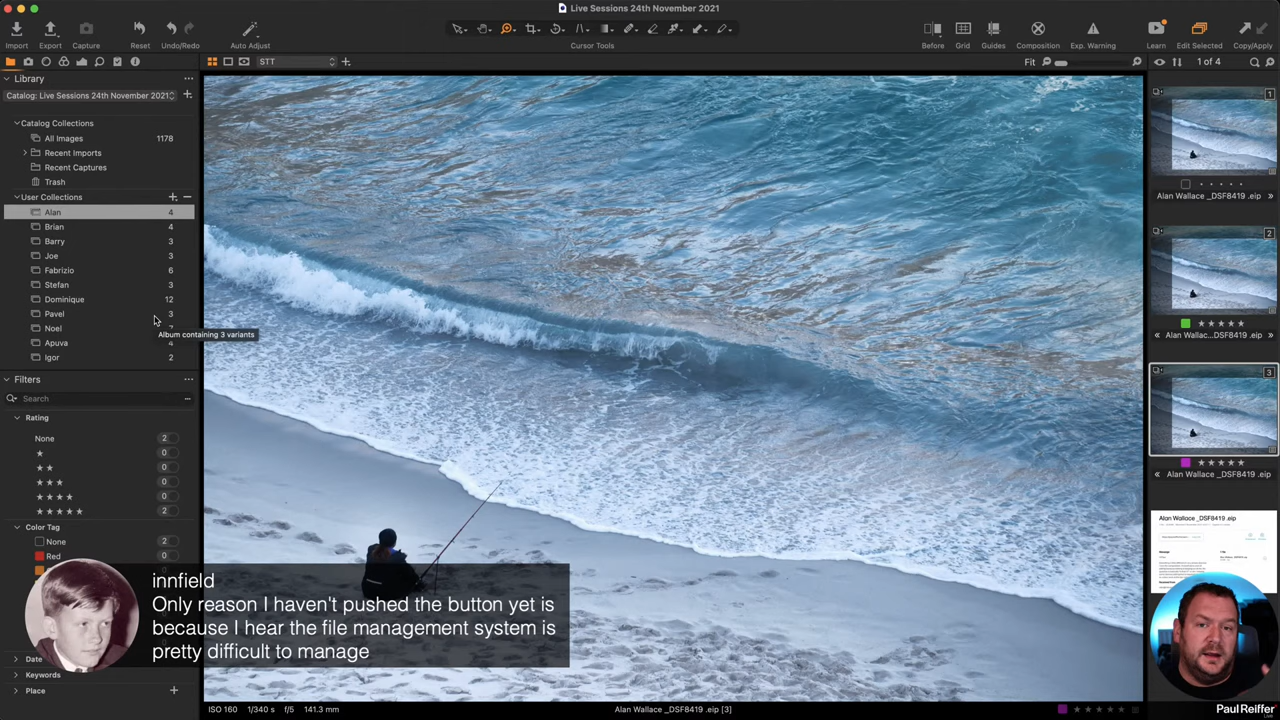 Live Sessions 24th November 2021
Import
Export
Capture
Reset
Undo/Redo
Auto Adjust
Cursor Tools
Before
Grid
Guides
Composition
Exp. Warning
Learn
Edit Selected
Copy/Apply
STT
Fit
1 of 4
Library
Catalog: Live Sessions 24th November 2021
Catalog Collections
All Images 1178
Recent Imports
Recent Captures
Trash
User Collections
Alan 4
Brian 4
Barry 3
Joe 3
Fabrizio 6
Stefan 3
Dominique 12
Pavel 3
Noel
Album containing 3 variants
Apuva 4
Igor 2
Filters
Search
Rating
None 2
★ 0
★ ★ 0
★ ★ ★ 0
★ ★ ★ ★ 0
★ ★ ★ ★ ★ 2
Color Tag
None 2
Red 0
innfield
Only reason I haven't pushed the button yet is
because I hear the file management system is
pretty difficult to manage
Date
Keywords
Place
ISO 160 1/340 s f/5 141.3 mm
Alan Wallace _DSF8419 .eip [3]
1
Alan Wallace _DSF8419 .eip
2
Alan Wallac..._DSF8419 .eip
3
Alan Wallace _DSF8419 .eip
Alan Wallace _DSF8419 .eip
Paul Reiffer
Live